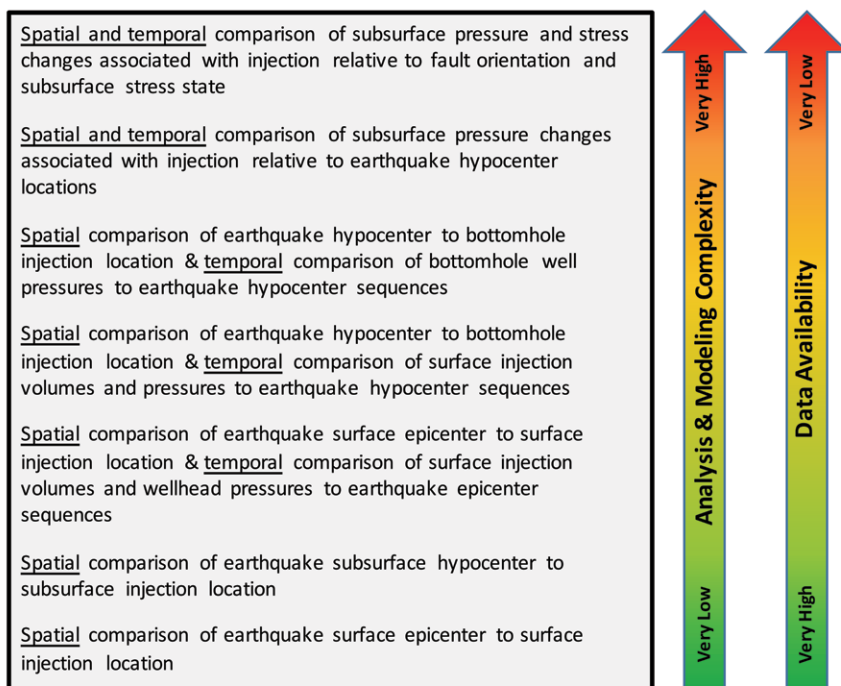 Spatial and temporal comparison of subsurface pressure and stress
changes associated with injection relative to fault orientation and
subsurface stress state
Spatial and temporal comparison of subsurface pressure changes
associated with injection relative to earthquake hypocenter
locations
Spatial comparison of earthquake hypocenter to bottomhole
injection location & temporal comparison of bottomhole well
pressures to earthquake hypocenter sequences
Spatial comparison of earthquake hypocenter to bottomhole
injection location & temporal comparison of surface injection
volumes and pressures to earthquake hypocenter sequences
Spatial comparison of earthquake surface epicenter to surface
injection location & temporal comparison of surface injection
volumes and wellhead pressures to earthquake epicenter
sequences
Spatial comparison of earthquake subsurface hypocenter to
subsurface injection location
Spatial comparison of earthquake surface epicenter to surface
injection location
Very High
Analysis & Modeling Complexity
Very Low
Very Low
Data Availability
Very High